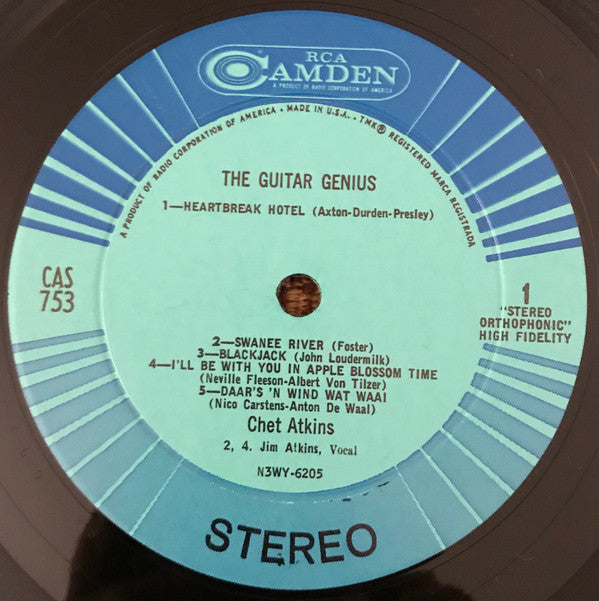 RCA
CAMDEN
A PRODUCT OF RADIO CORPORATION OF AMERICA
A PRODUCT OF RADIO CORPORATION OF AMERICA • MADE IN U.S.A. • TMK® REGISTERED MARCA REGISTRADA
THE GUITAR GENIUS
1—HEARTBREAK HOTEL (Axton-Durden-Presley)
CAS
753
1
"STEREO
ORTHOPHONIC"
HIGH FIDELITY
2—SWANEE RIVER (Foster)
3—BLACKJACK (John Loudermilk)
4—I'LL BE WITH YOU IN APPLE BLOSSOM TIME
(Neville Fleeson-Albert Von Tilzer)
5—DAAR'S 'N WIND WAT WAAI
(Nico Carstens-Anton De Waal)
Chet Atkins
2, 4. Jim Atkins, Vocal
N3WY-6205
STEREO